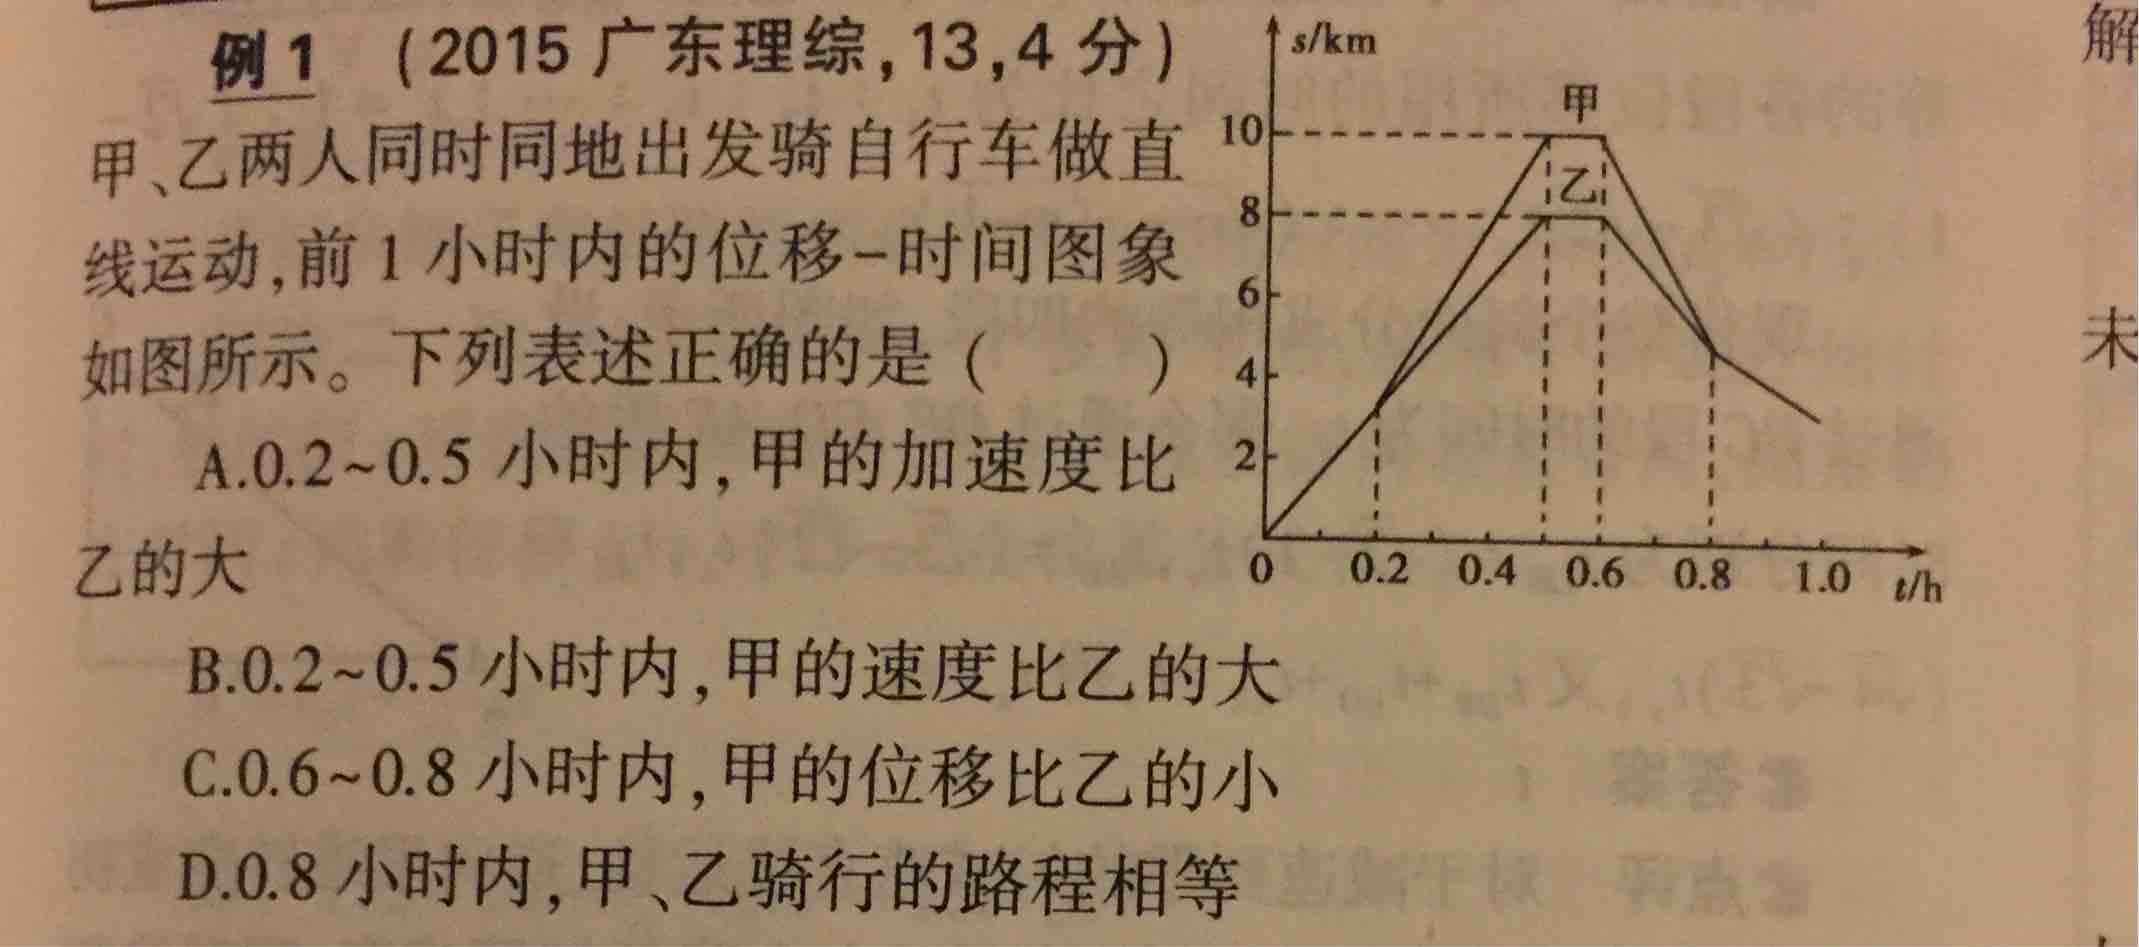 例1 (2015 广东理综,13,4 分)
甲、乙两人同时同地出发骑自行车做直
线运动,前 1 小时内的位移-时间图象
如图所示。下列表述正确的是 ( )
A.0.2~0.5 小时内,甲的加速度比
乙的大
B.0.2~0.5 小时内,甲的速度比乙的大
C.0.6~0.8 小时内,甲的位移比乙的小
D.0.8 小时内,甲、乙骑行的路程相等
s/km
甲
10
乙
8
6
4
2
0 0.2 0.4 0.6 0.8 1.0 t/h
解
未